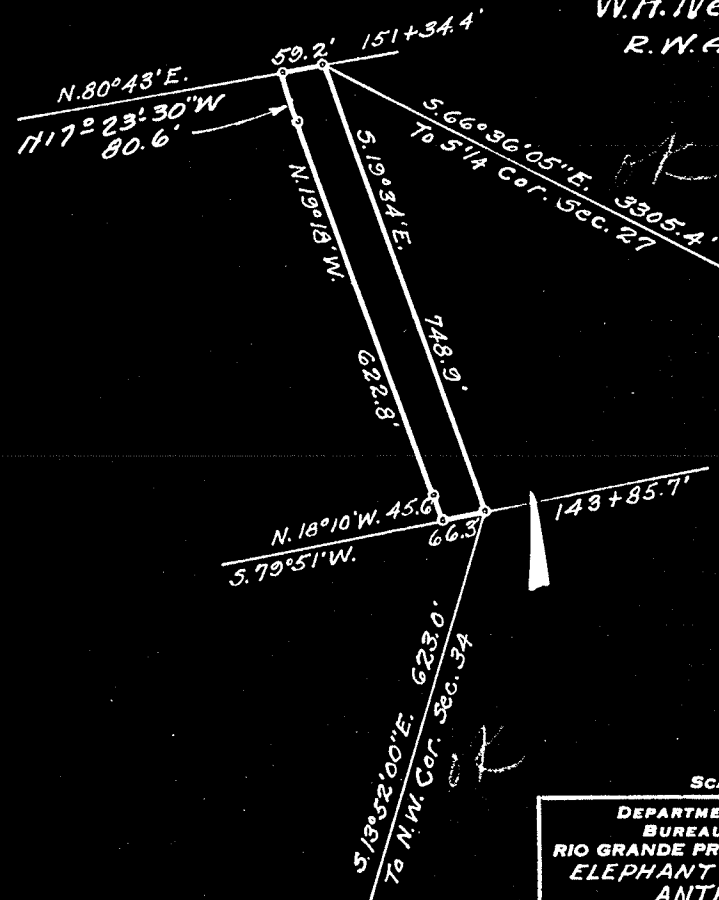 W.H.
R.W.
59.2'
151+34.4'
N.80°43'E.
N17°23'30"W
80.6'
S.66°36'05"E. 3305.4'
To S¼ Cor. Sec. 27
ok
S.19°34'E.
748.9'
N.19°18'W.
622.8'
N.18°10'W. 45.6'
66.3'
143+85.7'
S.79°51'W.
S.13°52'00"E. 623.0'
To N.W. Cor. Sec. 34
ok
DEPARTME
BUREAU
RIO GRANDE PR
ELEPHANT
ANT